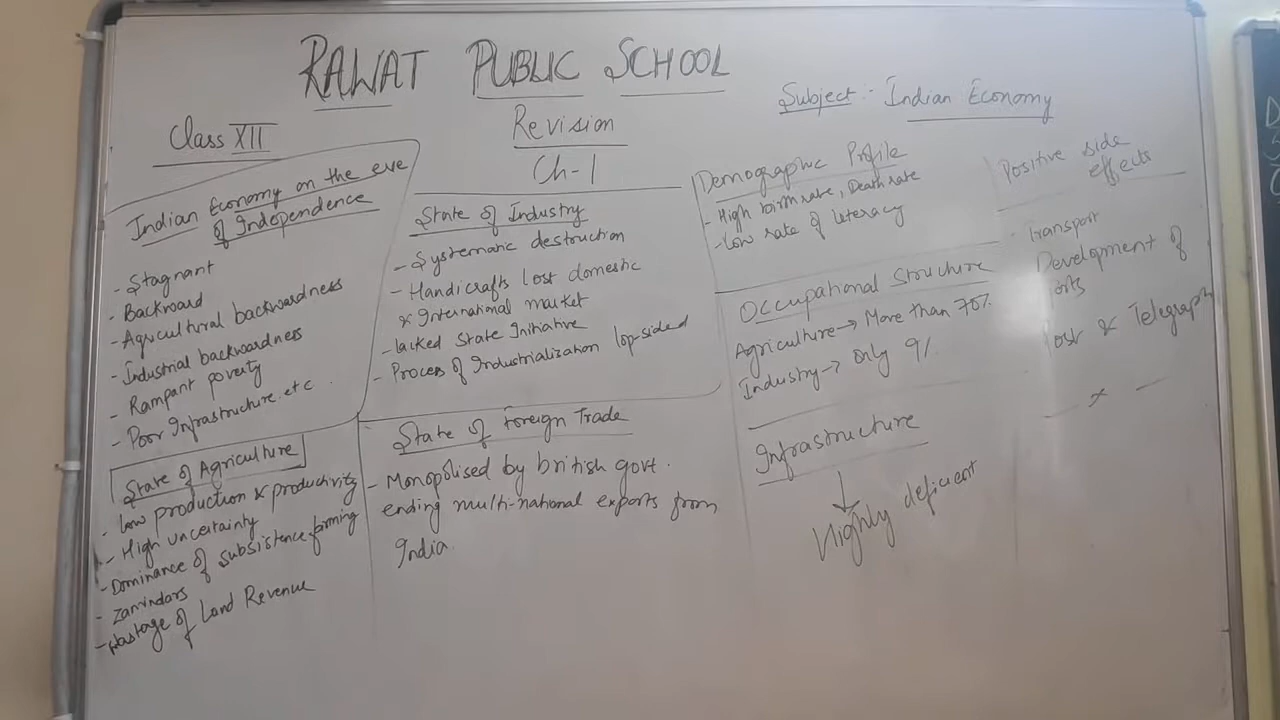 RAWAT PUBLIC SCHOOL
Subject:- Indian Economy
Class XII
Revision
Ch-1
Indian Economy on the eve
of Independence
- Stagnant
- Backward
- Agricultural backwardness
- Industrial backwardness
- Rampant poverty
- Poor Infrastructure. etc.
State of Agriculture
- Low production & productivity
- High uncertainty
- Dominance of subsistence farming
- Zamindars
of Land Revenue
State of Industry
- Systematic destruction
- Handicrafts lost domestic
& International market
- lacked State Initiative
- Process of Industrialization lop-sided
State of Foreign Trade
- Monopolised by british govt.
ending multi-national exports from
India.
Demographic Profile
- High birth rate, Death rate
- Low rate of literacy
Occupational Structure
Agriculture → More than 70%
Industry → Only 9%
Infrastructure
↓
Highly deficient
Positive side
effects
- Transport
Development of
Post & Telegraph
— x —